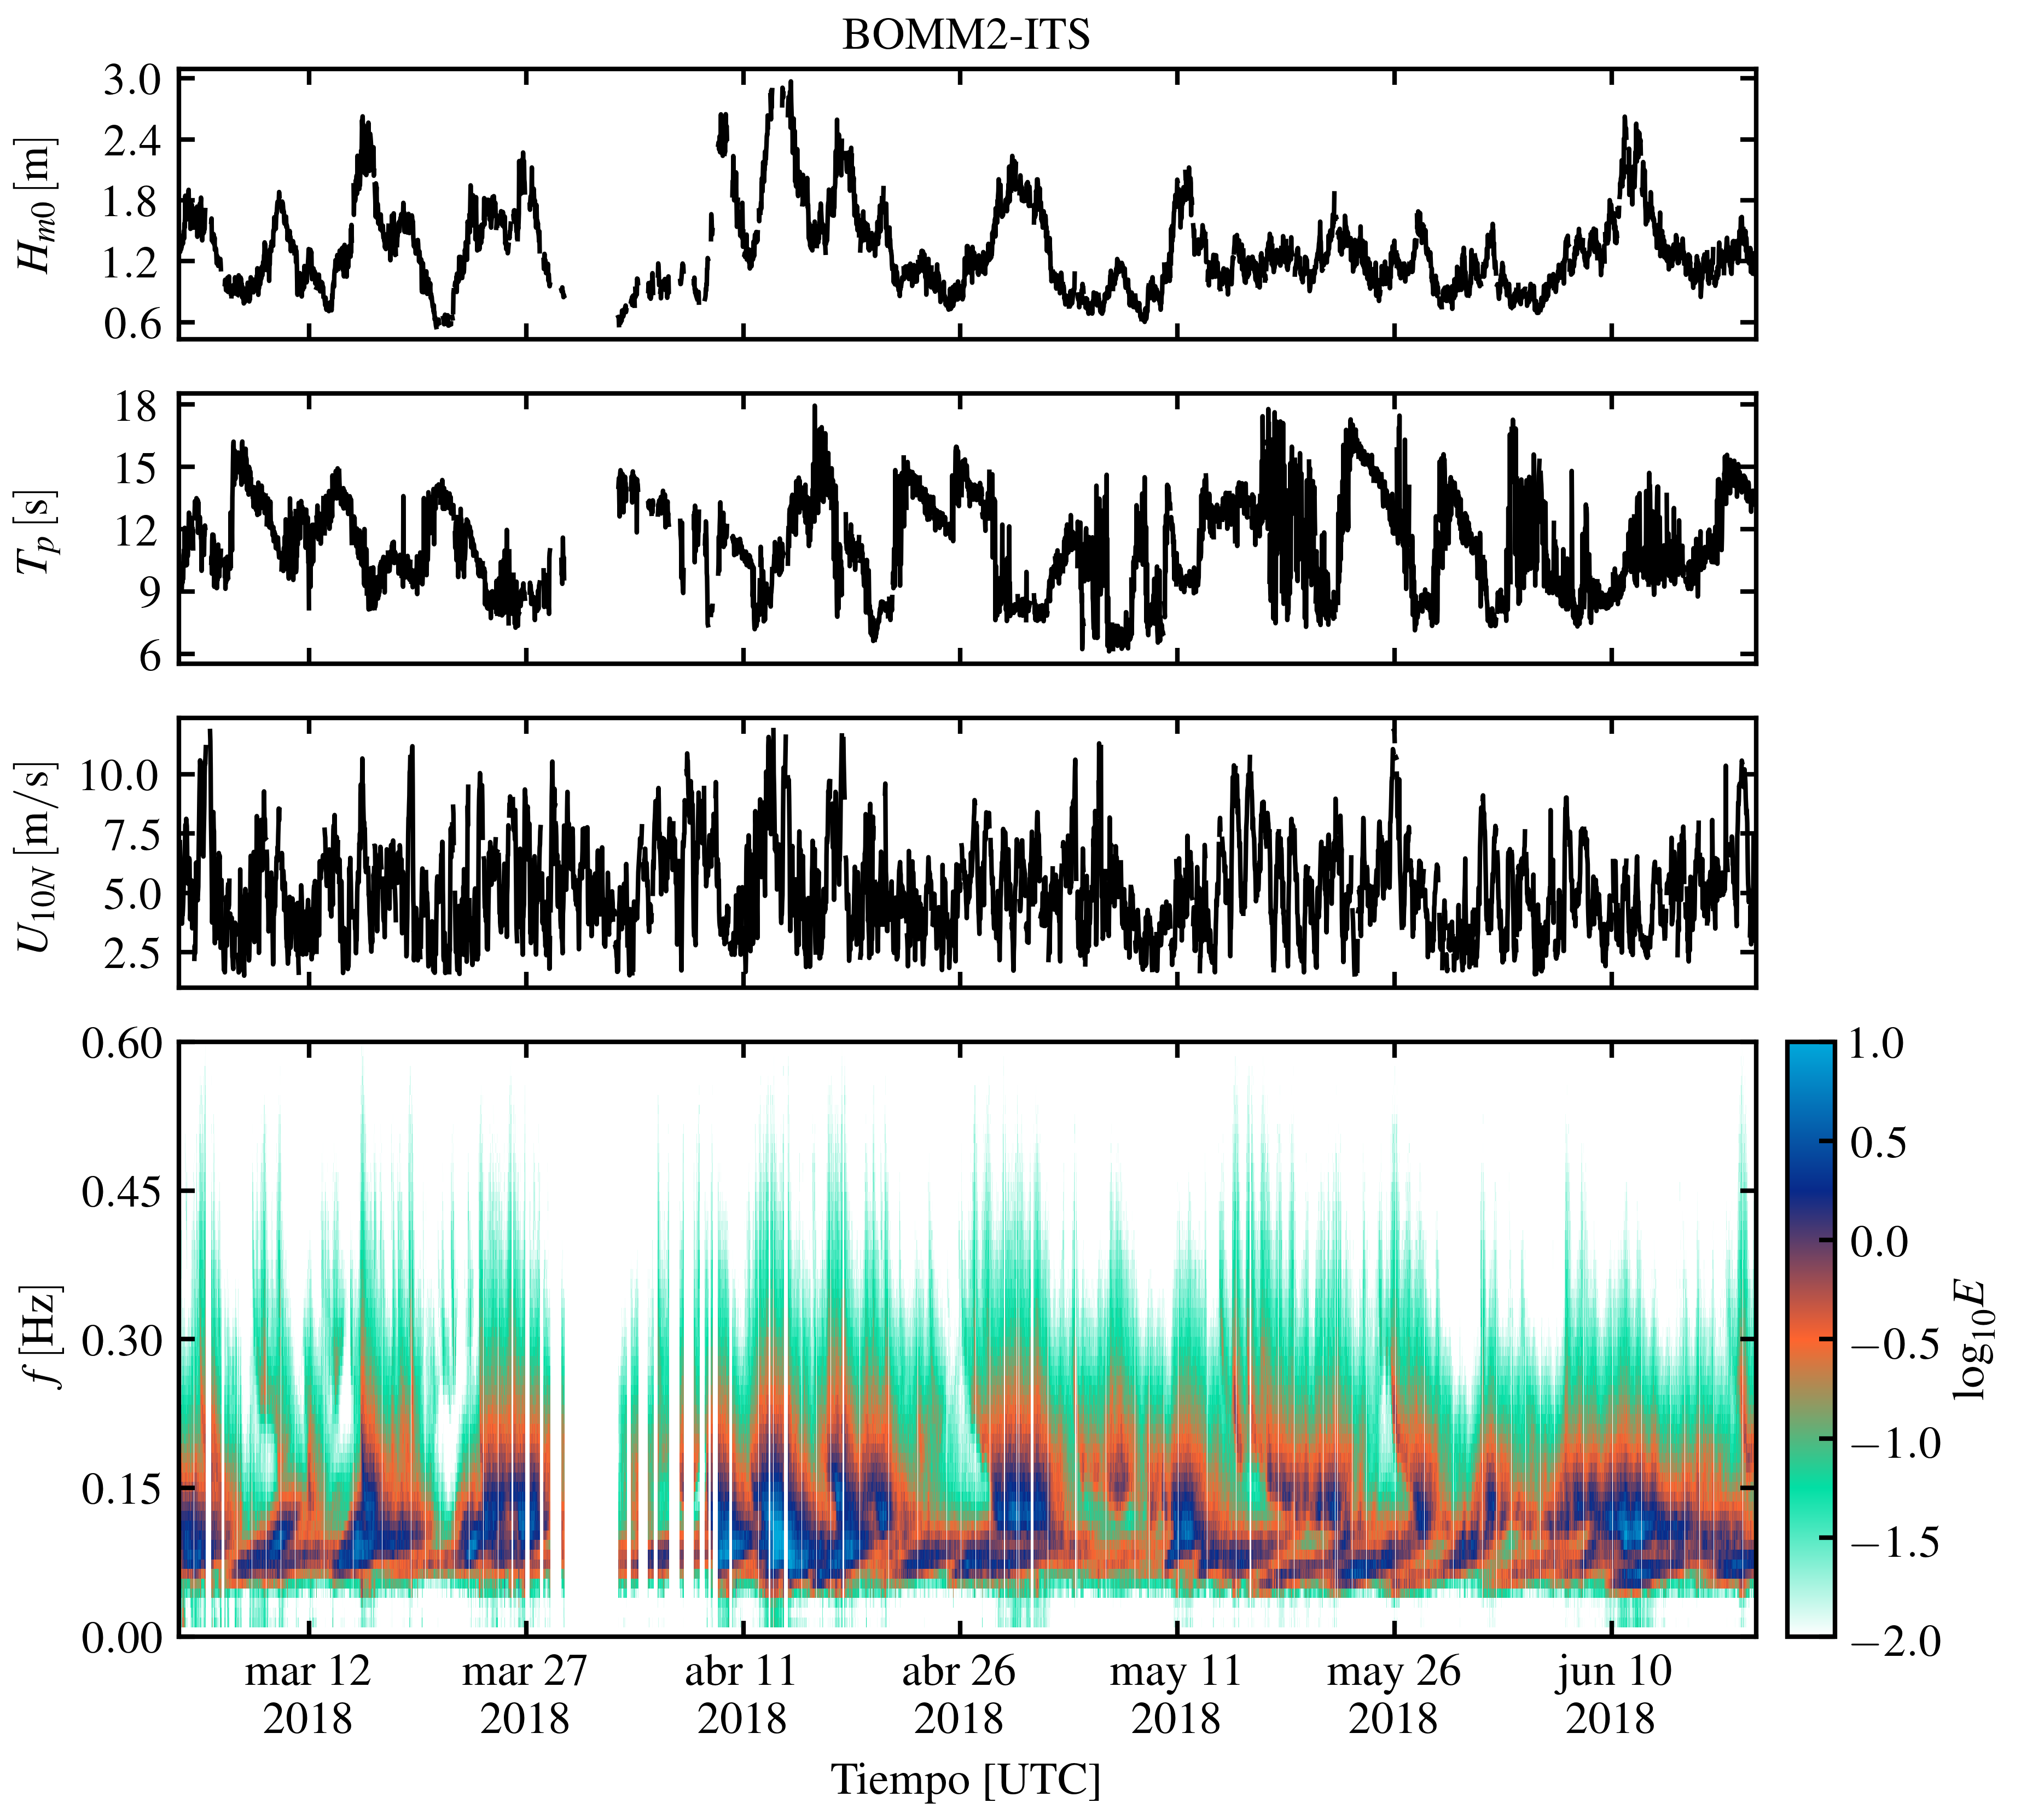 BOMM2-ITS
H_{m0} [m]
3.0
2.4
1.8
1.2
0.6
T_p [s]
18
15
12
9
6
U_{10N} [m/s]
10.0
7.5
5.0
2.5
f [Hz]
0.60
0.45
0.30
0.15
0.00
1.0
0.5
0.0
−0.5
−1.0
−1.5
−2.0
log_{10}E
mar 12
2018
mar 27
2018
abr 11
2018
abr 26
2018
may 11
2018
may 26
2018
jun 10
2018
Tiempo [UTC]